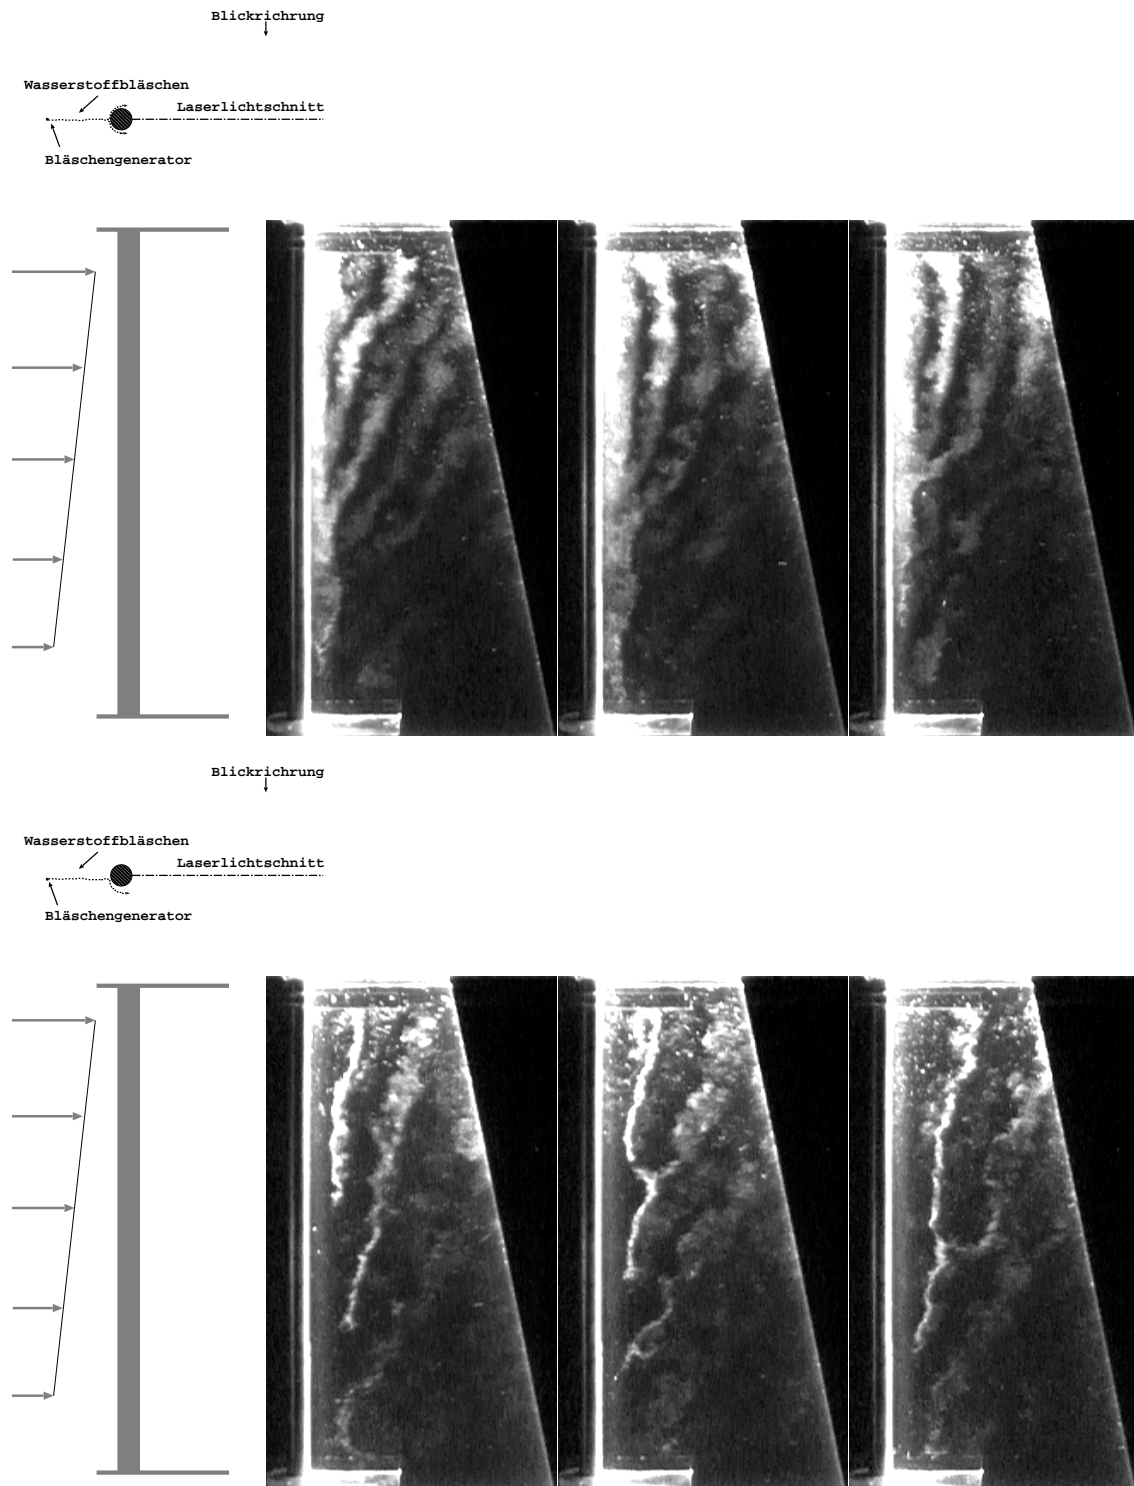 Blickrichrung
Wasserstoffbläschen
Laserlichtschnitt
Bläschengenerator
Blickrichrung
Wasserstoffbläschen
Laserlichtschnitt
Bläschengenerator